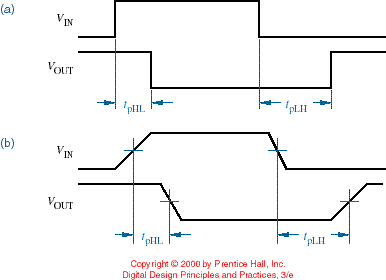 (a)
VIN
VOUT
tpHL
tpLH
(b)
VIN
VOUT
tpHL
tpLH
Copyright © 2000 by Prentice Hall, Inc.
Digital Design Principles and Practices, 3/e